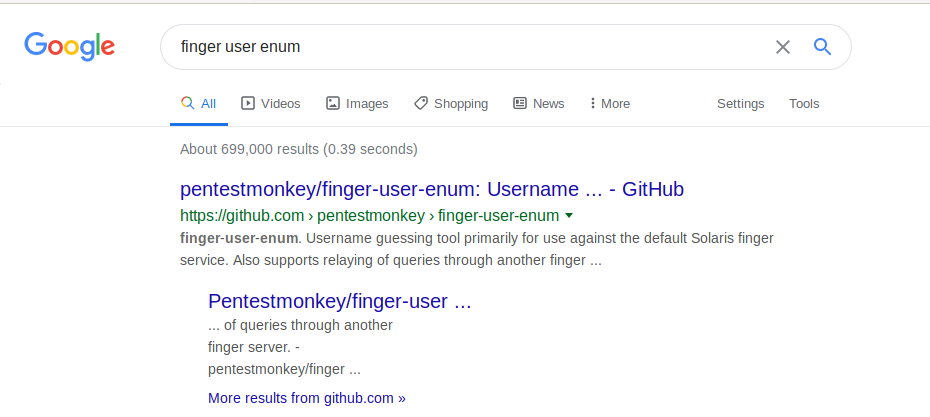 Google
finger user enum
All Videos Images Shopping News More Settings Tools
About 699,000 results (0.39 seconds)
pentestmonkey/finger-user-enum: Username ... - GitHub
https://github.com › pentestmonkey › finger-user-enum
finger-user-enum. Username guessing tool primarily for use against the default Solaris finger
service. Also supports relaying of queries through another finger ...
Pentestmonkey/finger-user ...
... of queries through another
finger server. -
pentestmonkey/finger ...
More results from github.com »